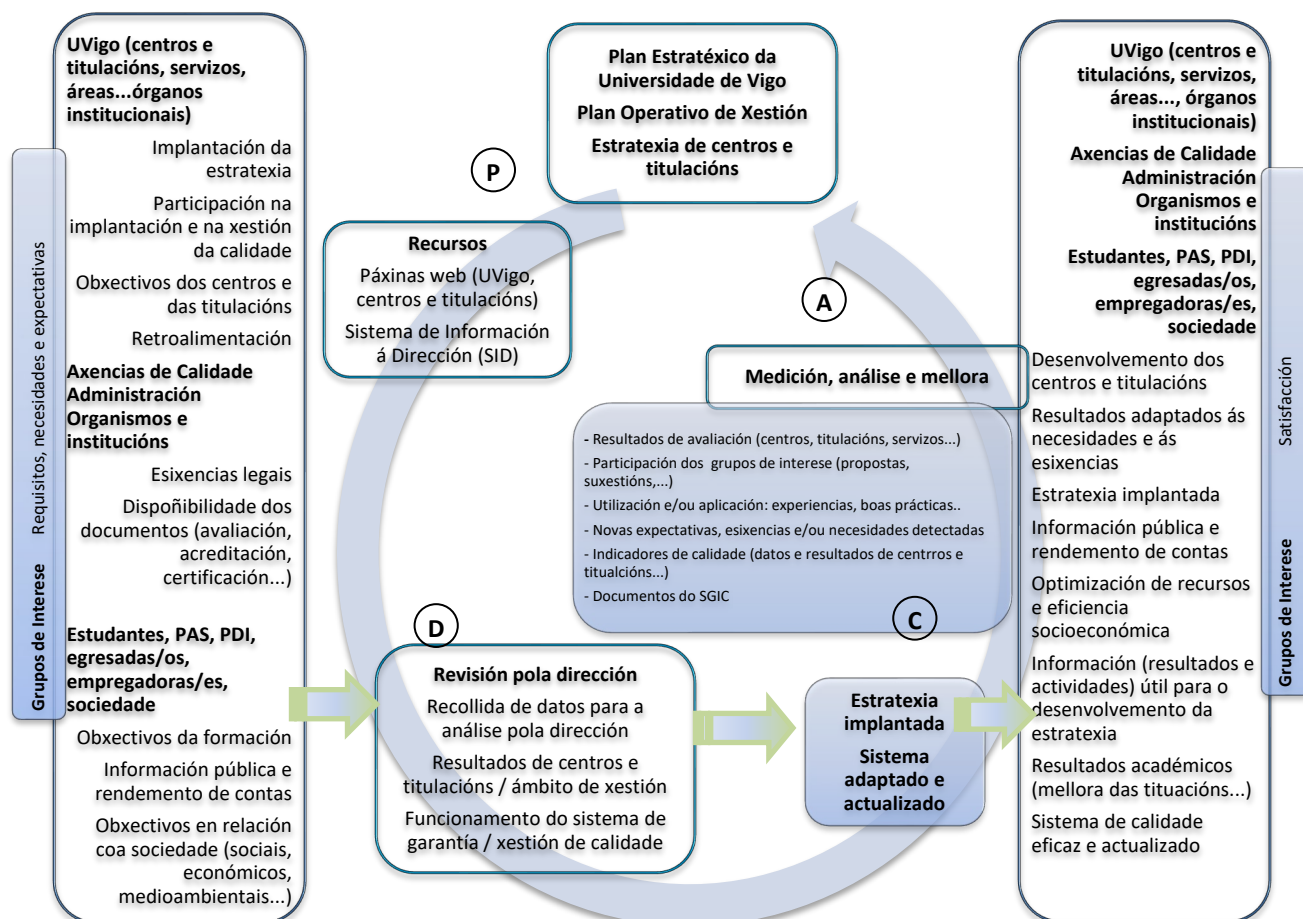 Grupos de Interese   Requisitos, necesidades e expectativas
UVigo (centros e
titulacións, servizos,
áreas...órganos
institucionais)
Implantación da
estratexia
Participación na
implantación e na xestión
da calidade
Obxectivos dos centros e
das titulacións
Retroalimentación
Axencias de Calidade
Administración
Organismos e
institucións
Esixencias legais
Dispoñibilidade dos
documentos (avaliación,
acreditación,
certificación...)
Estudantes, PAS, PDI,
egresadas/os,
empregadoras/es,
sociedade
Obxectivos da formación
Información pública e
rendemento de contas
Obxectivos en relación
coa sociedade (sociais,
económicos,
medioambientais...)
Plan Estratéxico da
Universidade de Vigo
Plan Operativo de Xestión
Estratexia de centros e
titulacións
P
Recursos
Páxinas web (UVigo,
centros e titulacións)
Sistema de Información
á Dirección (SID)
A
Medición, análise e mellora
- Resultados de avaliación (centros, titulacións, servizos...)
- Participación dos grupos de interese (propostas,
suxestións,...)
- Utilización e/ou aplicación: experiencias, boas prácticas..
- Novas expectativas, esixencias e/ou necesidades detectadas
- Indicadores de calidade (datos e resultados de centrros e
titualcións...)
- Documentos do SGIC
D
C
Revisión pola dirección
Recollida de datos para a
análise pola dirección
Resultados de centros e
titulacións / ámbito de xestión
Funcionamento do sistema de
garantía / xestión de calidade
Estratexia
implantada
Sistema
adaptado e
actualizado
UVigo (centros e
titulacións, servizos,
áreas..., órganos
institucionais)
Axencias de Calidade
Administración
Organismos e
institucións
Estudantes, PAS, PDI,
egresadas/os,
empregadoras/es,
sociedade
Desenvolvemento dos
centros e titulacións
Resultados adaptados ás
necesidades e ás
esixencias
Estratexia implantada
Información pública e
rendemento de contas
Optimización de recursos
e eficiencia
socioeconómica
Información (resultados e
actividades) útil para o
desenvolvemento da
estratexia
Resultados académicos
(mellora das tituacións...)
Sistema de calidade
eficaz e actualizado
Grupos de Interese   Satisfacción